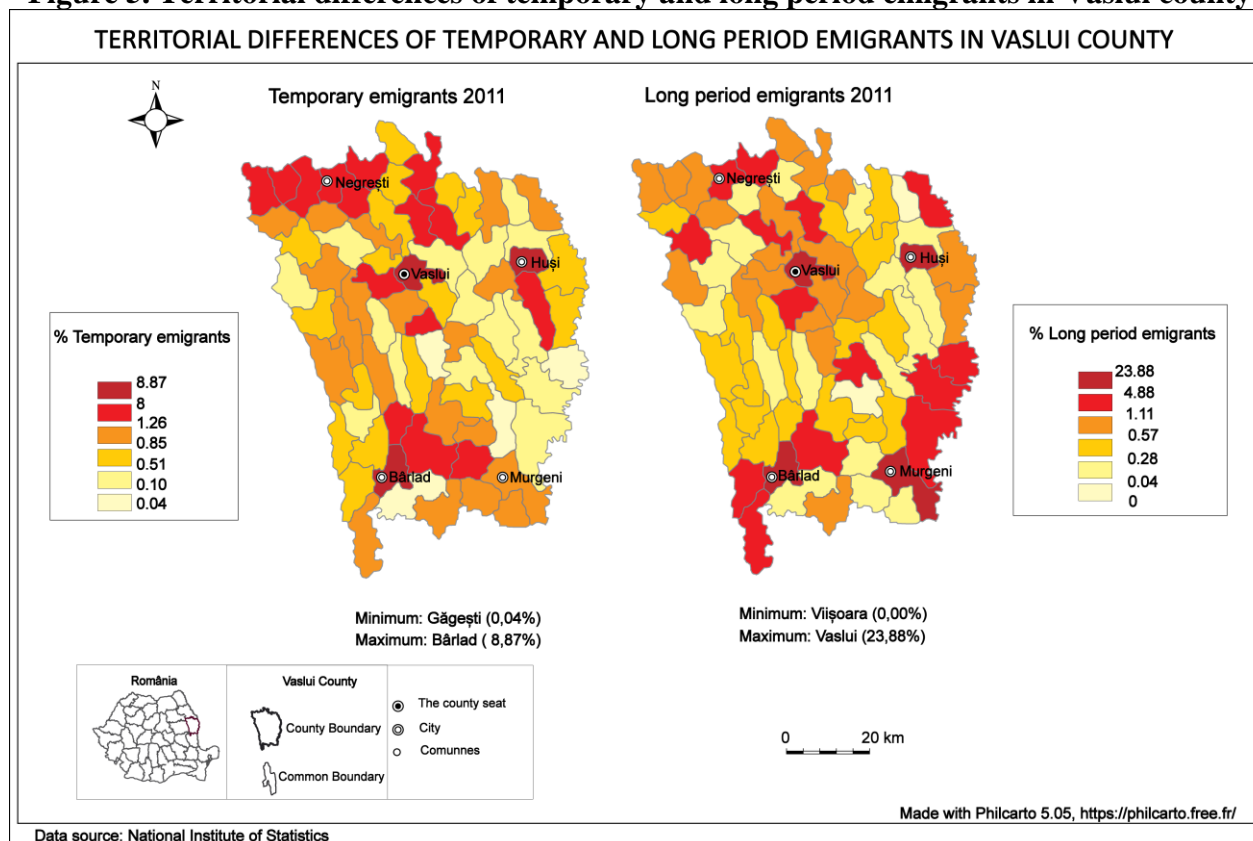 Figure 3. Territorial differences of temporary and long period emigrants in Vaslui county
TERRITORIAL DIFFERENCES OF TEMPORARY AND LONG PERIOD EMIGRANTS IN VASLUI COUNTY
N
Temporary emigrants 2011
Negrești
Vaslui
Huși
Bârlad
Murgeni
% Temporary emigrants
8.87
8
1.26
0.85
0.51
0.10
0.04
Minimum: Găgești (0,04%)
Maximum: Bârlad ( 8,87%)
Long period emigrants 2011
Negrești
Vaslui
Huși
Bârlad
Murgeni
% Long period emigrants
23.88
4.88
1.11
0.57
0.28
0.04
0
Minimum: Viișoara (0,00%)
Maximum: Vaslui (23,88%)
România
Vaslui County
County Boundary
Common Boundary
The county seat
City
Comunnes
0 20 km
Made with Philcarto 5.05, https://philcarto.free.fr/
Data source: National Institute of Statistics